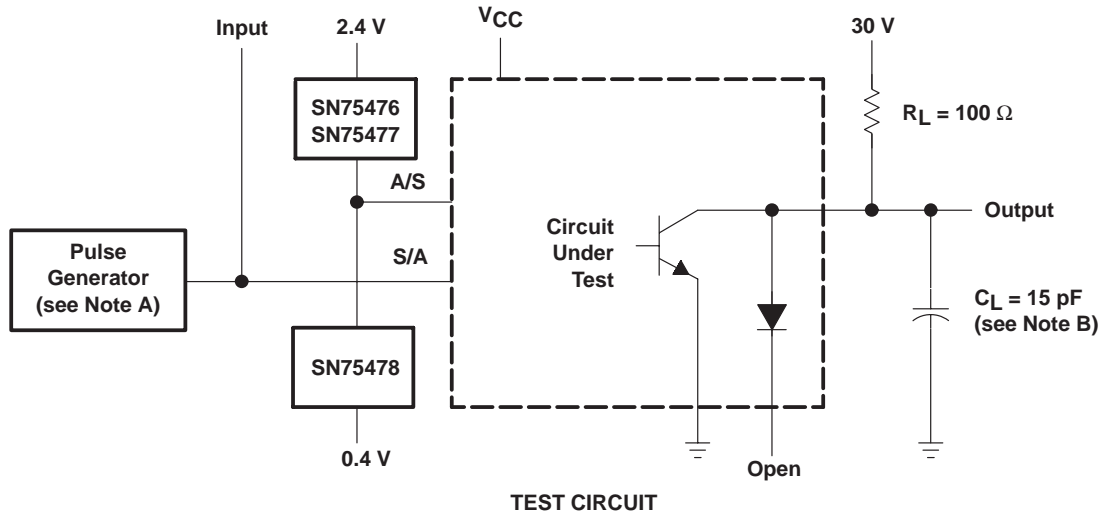 Input
2.4 V
VCC
30 V
SN75476
SN75477
RL = 100 Ω
A/S
Circuit
Under
Test
Output
Pulse
Generator
(see Note A)
S/A
CL = 15 pF
(see Note B)
SN75478
0.4 V
Open
TEST CIRCUIT